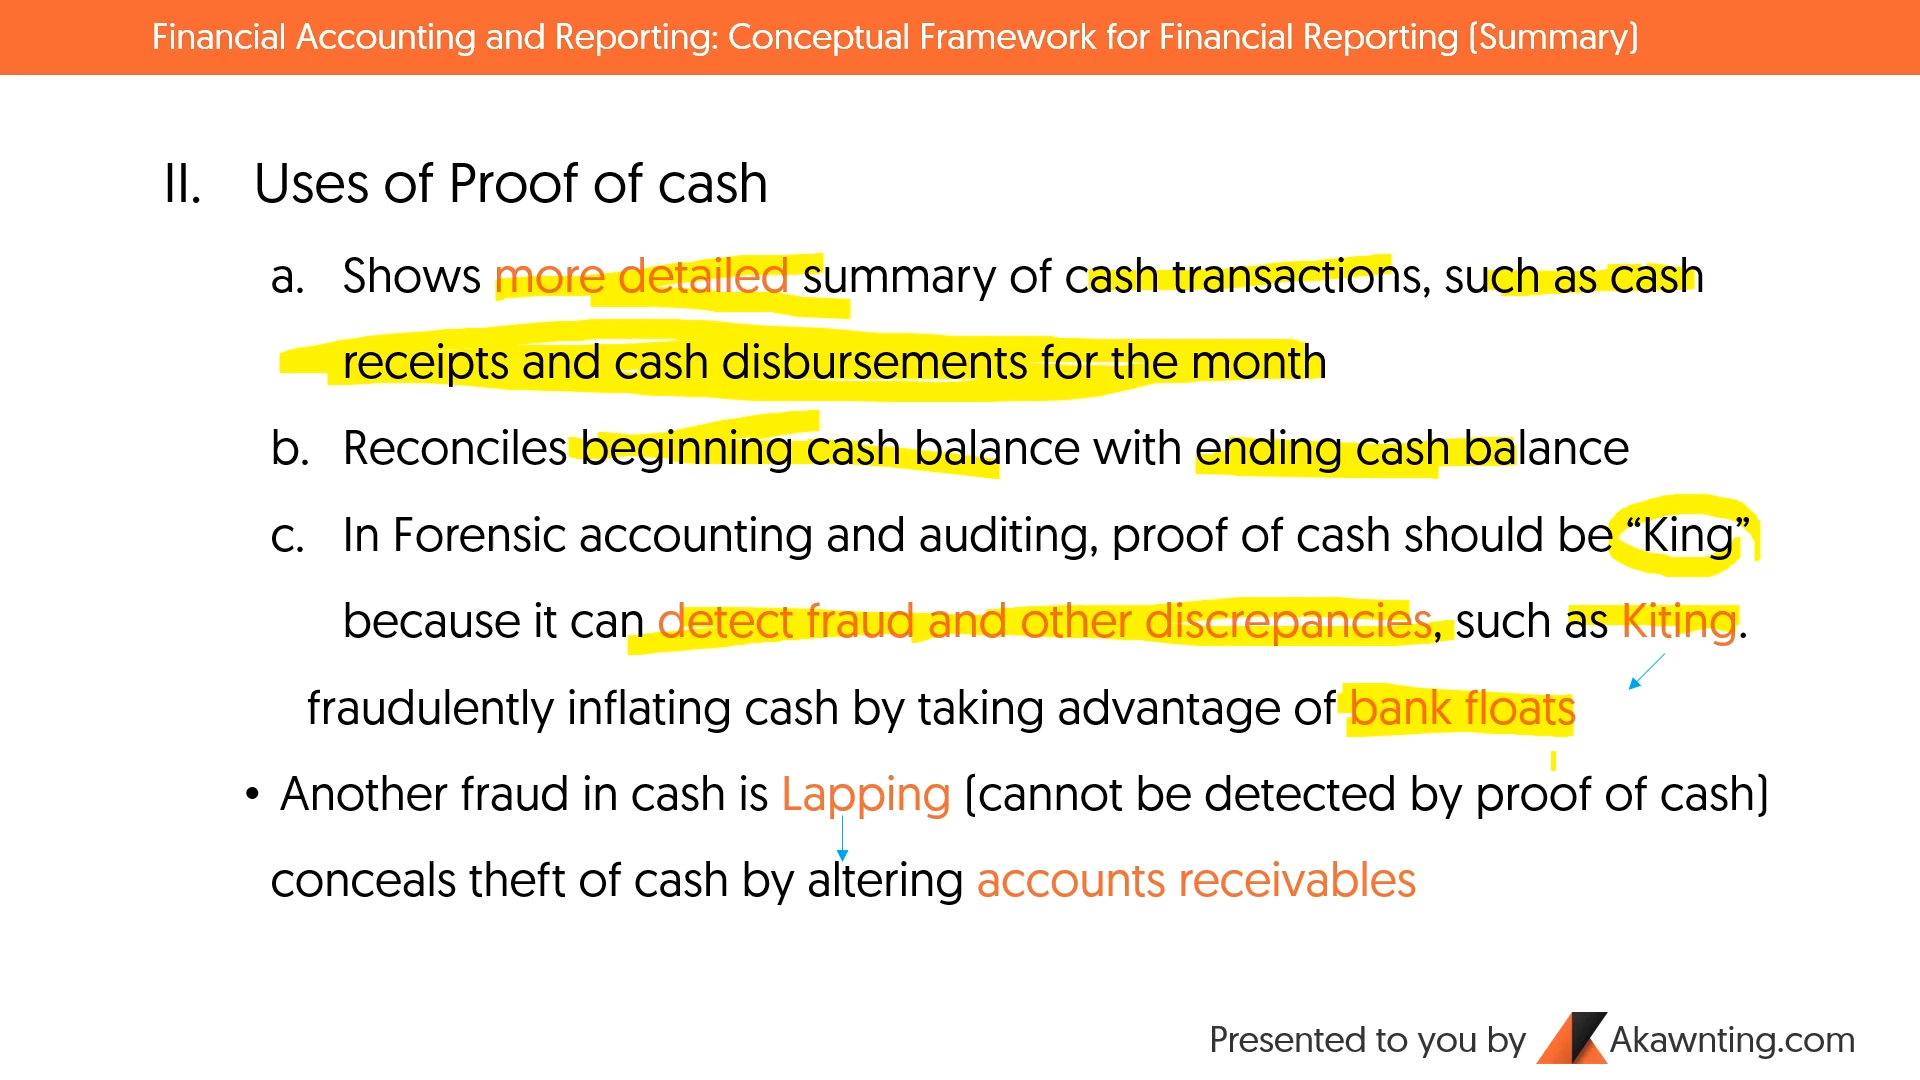 Financial Accounting and Reporting: Conceptual Framework for Financial Reporting (Summary)
II. Uses of Proof of cash
a. Shows more detailed summary of cash transactions, such as cash
receipts and cash disbursements for the month
b. Reconciles beginning cash balance with ending cash balance
c. In Forensic accounting and auditing, proof of cash should be “King”
because it can detect fraud and other discrepancies, such as Kiting.
fraudulently inflating cash by taking advantage of bank floats
• Another fraud in cash is Lapping (cannot be detected by proof of cash)
conceals theft of cash by altering accounts receivables
Presented to you by Akawnting.com